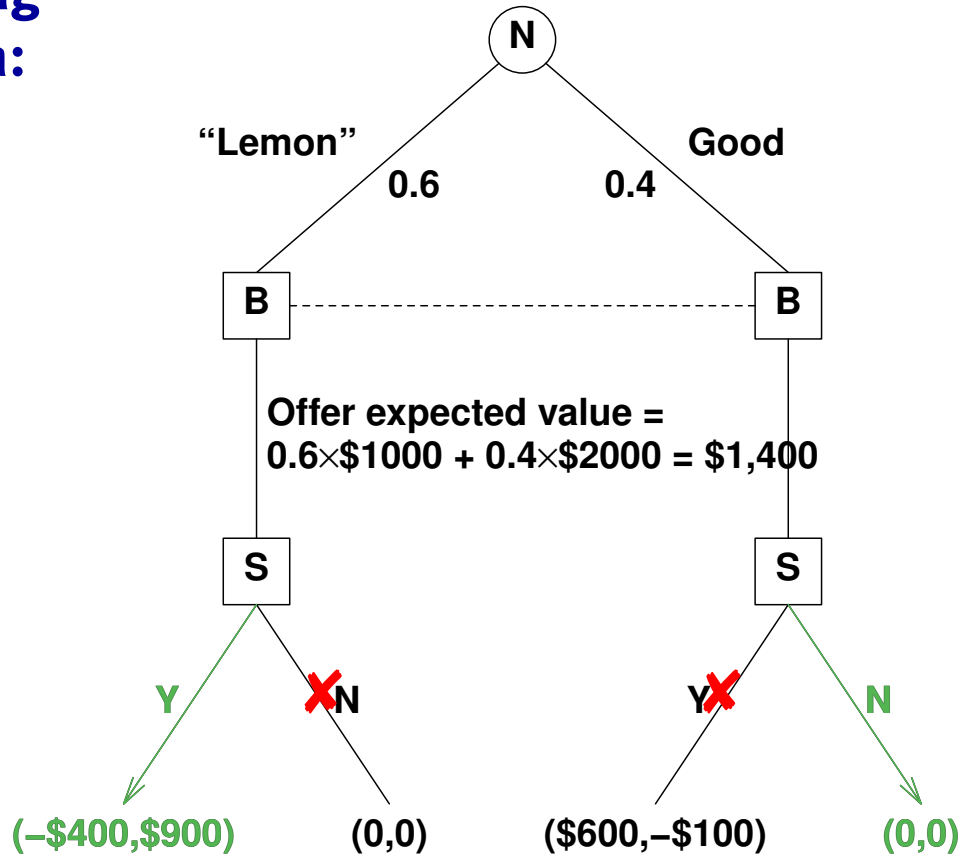 N
“Lemon” Good
0.6 0.4
B B
Offer expected value =
0.6×$1000 + 0.4×$2000 = $1,400
S S
Y N Y N
(−$400,$900) (0,0) ($600,−$100) (0,0)